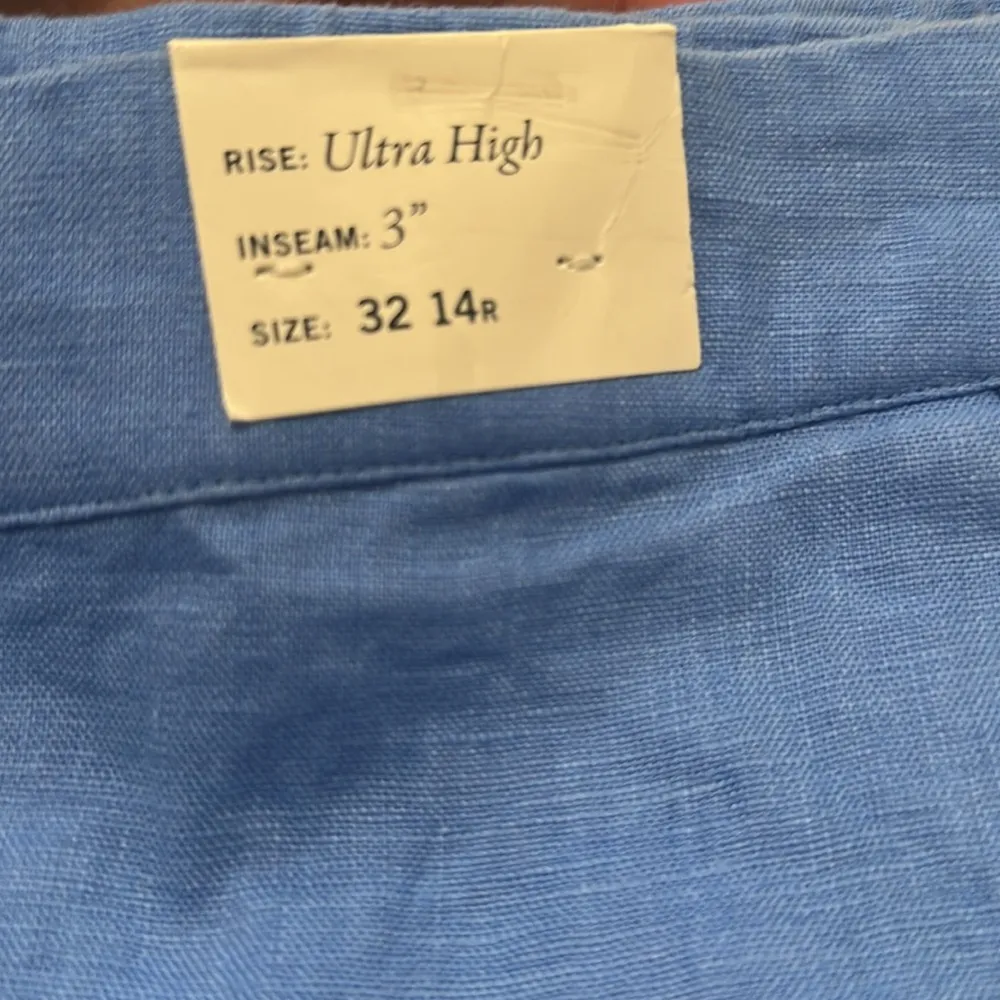 RISE: Ultra High
INSEAM: 3”
SIZE: 32 14R